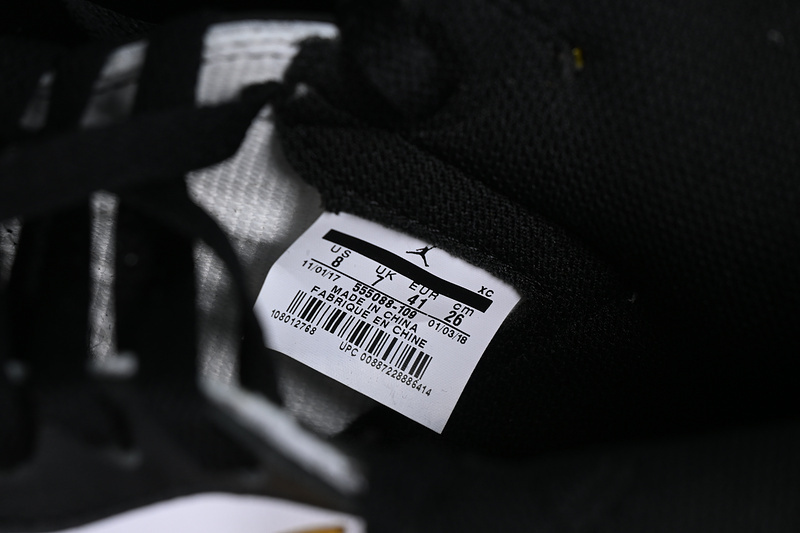 XC
US UK EUR cm
8 7 41 26
11/01/17 555088-109 01/03/18
MADE IN CHINA
FABRIQUE EN CHINE
108012768
UPC 00887228886414